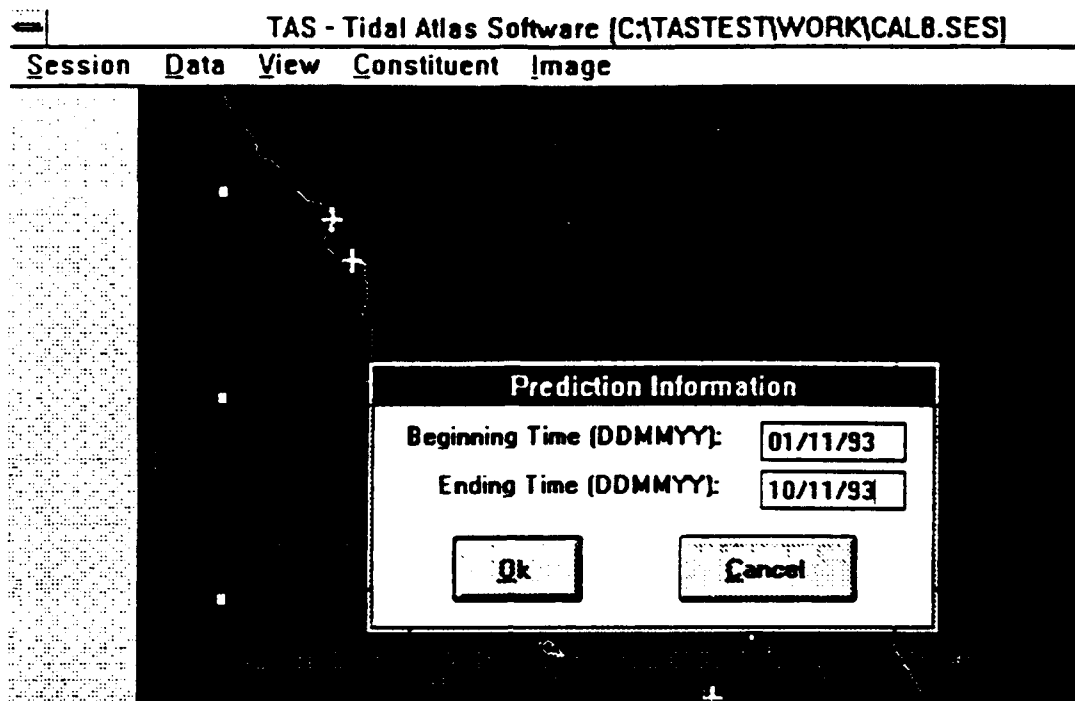 TAS - Tidal Atlas Software [C:\TASTEST\WORK\CAL8.SES]
Session Data View Constituent Image
Prediction Information
Beginning Time (DDMMYY): 01/11/93
Ending Time (DDMMYY): 10/11/93
Ok Cancel